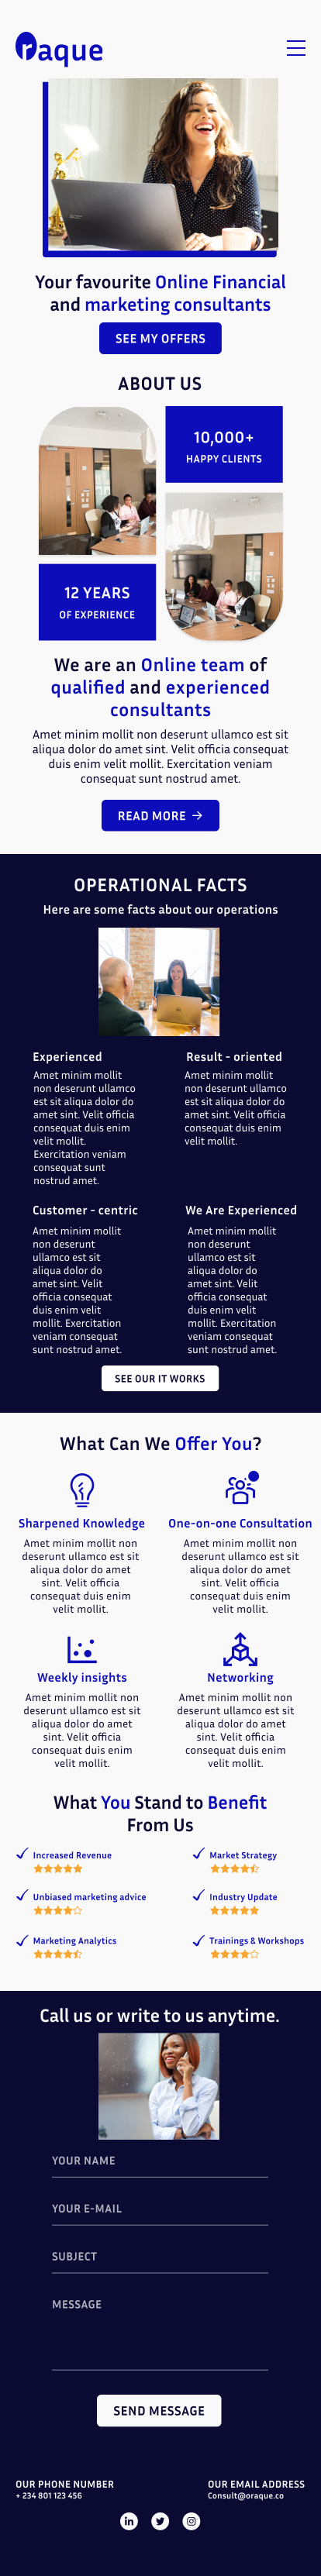 raque
Your favourite Online Financial
and marketing consultants
SEE MY OFFERS
ABOUT US
10,000+
HAPPY CLIENTS
12 YEARS
OF EXPERIENCE
We are an Online team of
qualified and experienced
consultants
Amet minim mollit deserunt ullamco est sit
aliqua dolor do amet sint. Velit officia consequat
duis enim velit mollit. Exercitation veniam
consequat sunt nostrud amet.
READ MORE →
OPERATIONAL FACTS
Here are some facts about our operations
Experienced
Amet minim mollit
non deserunt ullamco
est sit aliqua dolor do
amet sint. Velit officia
consequat duis enim
velit mollit.
Exercitation veniam
consequat sunt
nostrud amet.
Result - oriented
Amet minim mollit
non deserunt ullamco
est sit aliqua dolor do
amet sint. Velit officia
consequat duis enim
velit mollit.
Customer - centric
Amet minim mollit
non deserunt
ullamco est sit
aliqua dolor do
amet sint. Velit
officia consequat
duis enim velit
mollit. Exercitation
veniam consequat
sunt nostrud amet.
We Are Experienced
Amet minim mollit
non deserunt
ullamco est sit
aliqua dolor do
amet sint. Velit
officia consequat
duis enim velit
mollit. Exercitation
veniam consequat
sunt nostrud amet.
SEE OUR IT WORKS
What Can We Offer You?
Sharpened Knowledge
Amet minim mollit non
deserunt ullamco est sit
aliqua dolor do amet
sint. Velit officia
consequat duis enim
velit mollit.
One-on-one Consultation
Amet minim mollit non
deserunt ullamco est sit
aliqua dolor do amet
sint. Velit officia
consequat duis enim
velit mollit.
Weekly insights
Amet minim mollit non
deserunt ullamco est sit
aliqua dolor do amet
sint. Velit officia
consequat duis enim
velit mollit.
Networking
Amet minim mollit non
deserunt ullamco est sit
aliqua dolor do amet
sint. Velit officia
consequat duis enim
velit mollit.
What You Stand to Benefit
From Us
Increased Revenue
Market Strategy
Unbiased marketing advice
Industry Update
Marketing Analytics
Trainings & Workshops
Call us or write to us anytime.
YOUR NAME
YOUR E-MAIL
SUBJECT
MESSAGE
SEND MESSAGE
OUR PHONE NUMBER
+ 234 801 123 456
OUR EMAIL ADDRESS
Consult@oraque.co
in